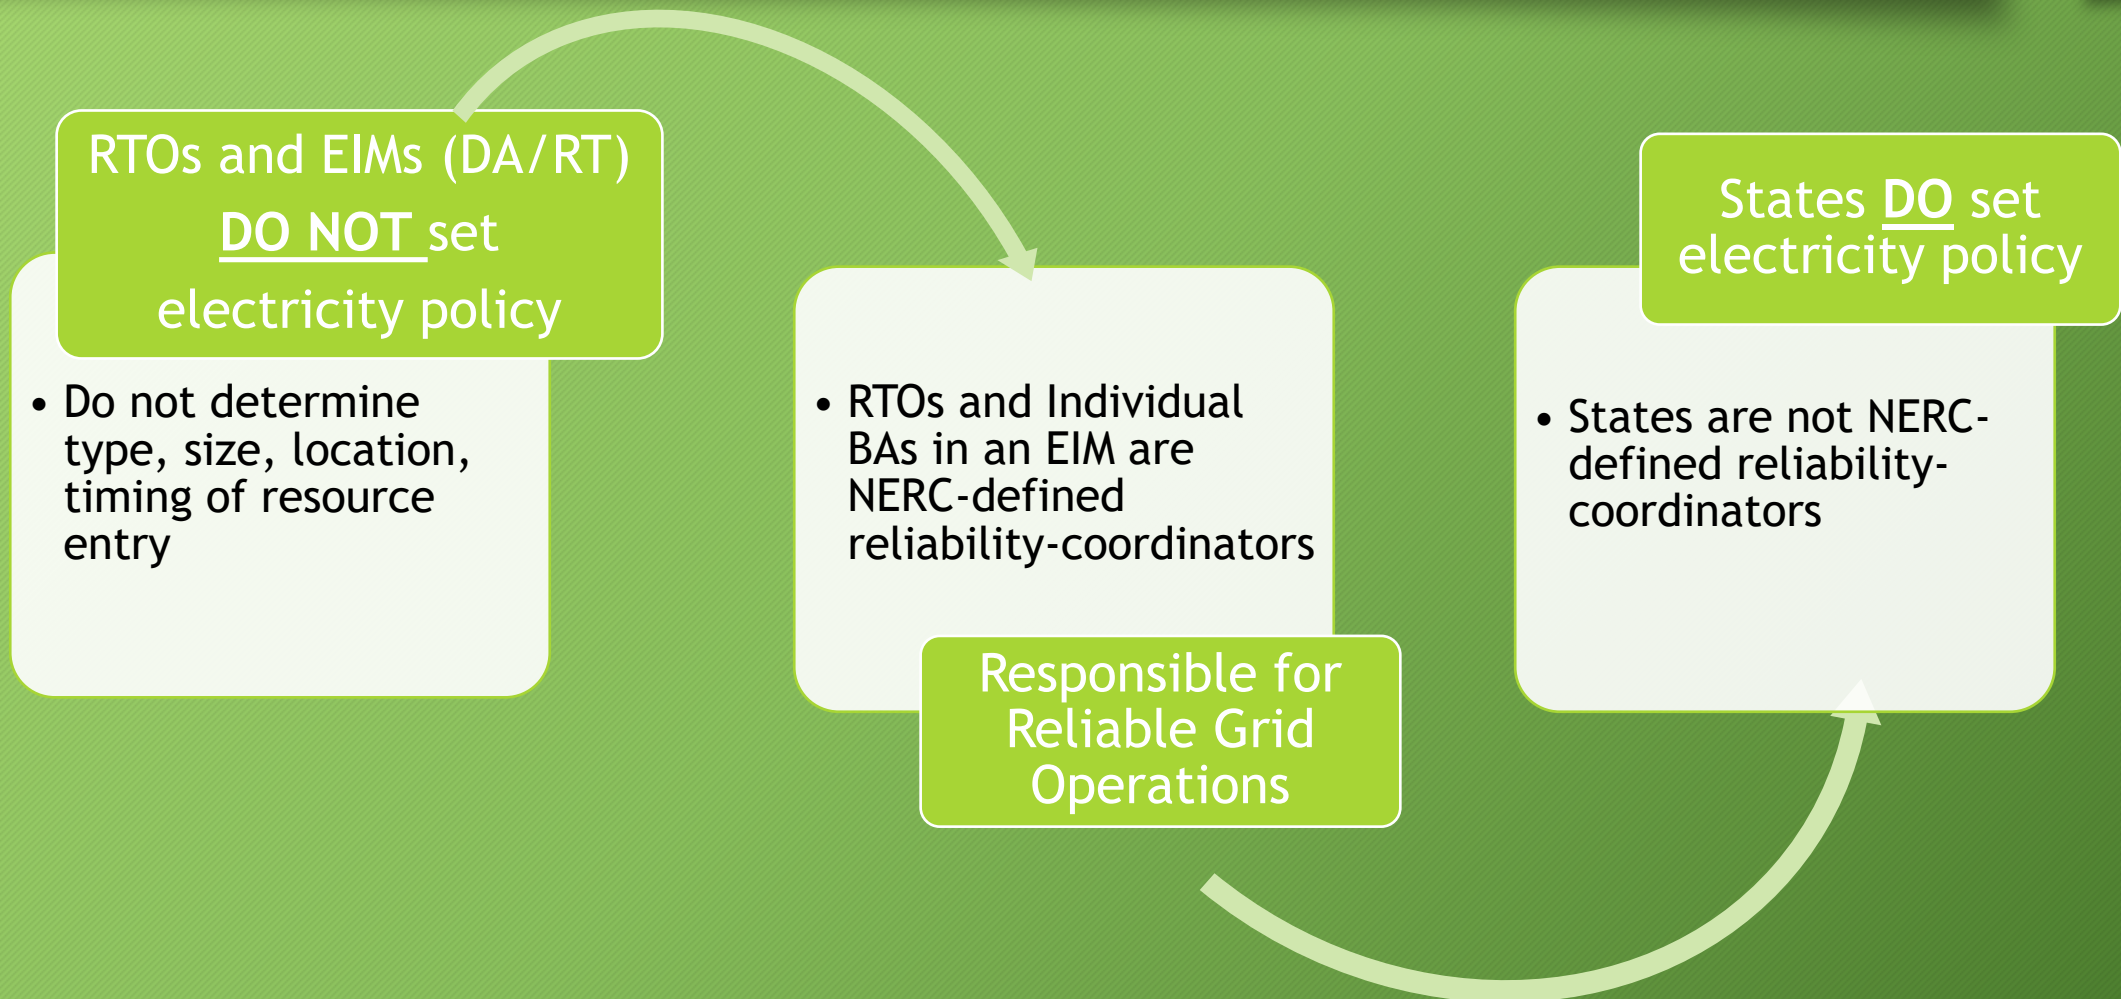 RTOs and EIMs (DA/RT)
DO NOT set
electricity policy
• Do not determine
type, size, location,
timing of resource
entry
• RTOs and Individual
BAs in an EIM are
NERC-defined
reliability-coordinators
Responsible for
Reliable Grid
Operations
States DO set
electricity policy
• States are not NERC-
defined reliability-
coordinators